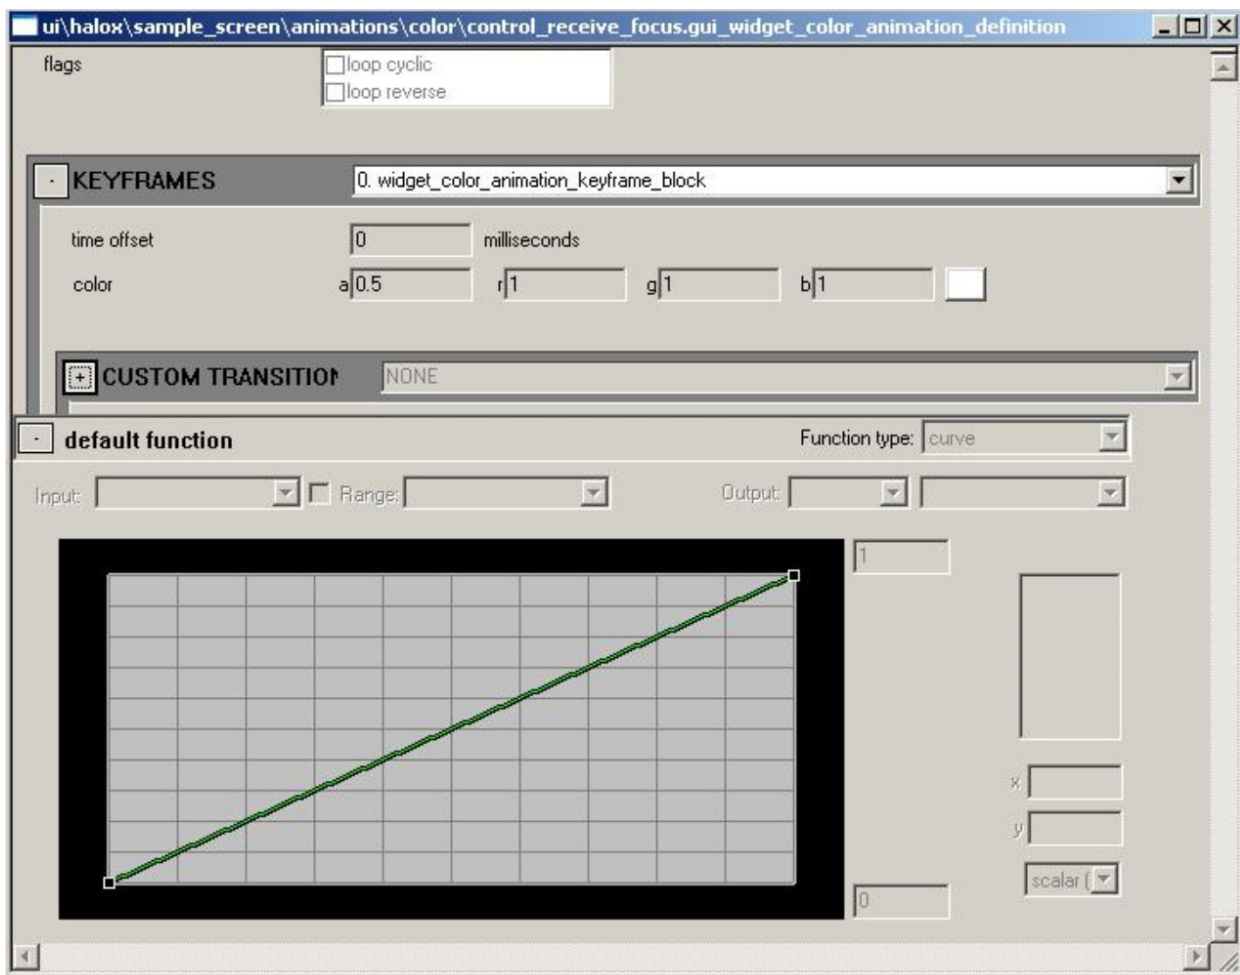 ui\halox\sample_screen\animations\color\control_receive_focus.gui_widget_color_animation_definition
flags
loop cyclic
loop reverse
- KEYFRAMES 0. widget_color_animation_keyframe_block
time offset 0 milliseconds
color a 0.5 r 1 g 1 b 1
+ CUSTOM TRANSITION NONE
- default function Function type: curve
Input: Range: Output:
1
x
y
scalar (
0